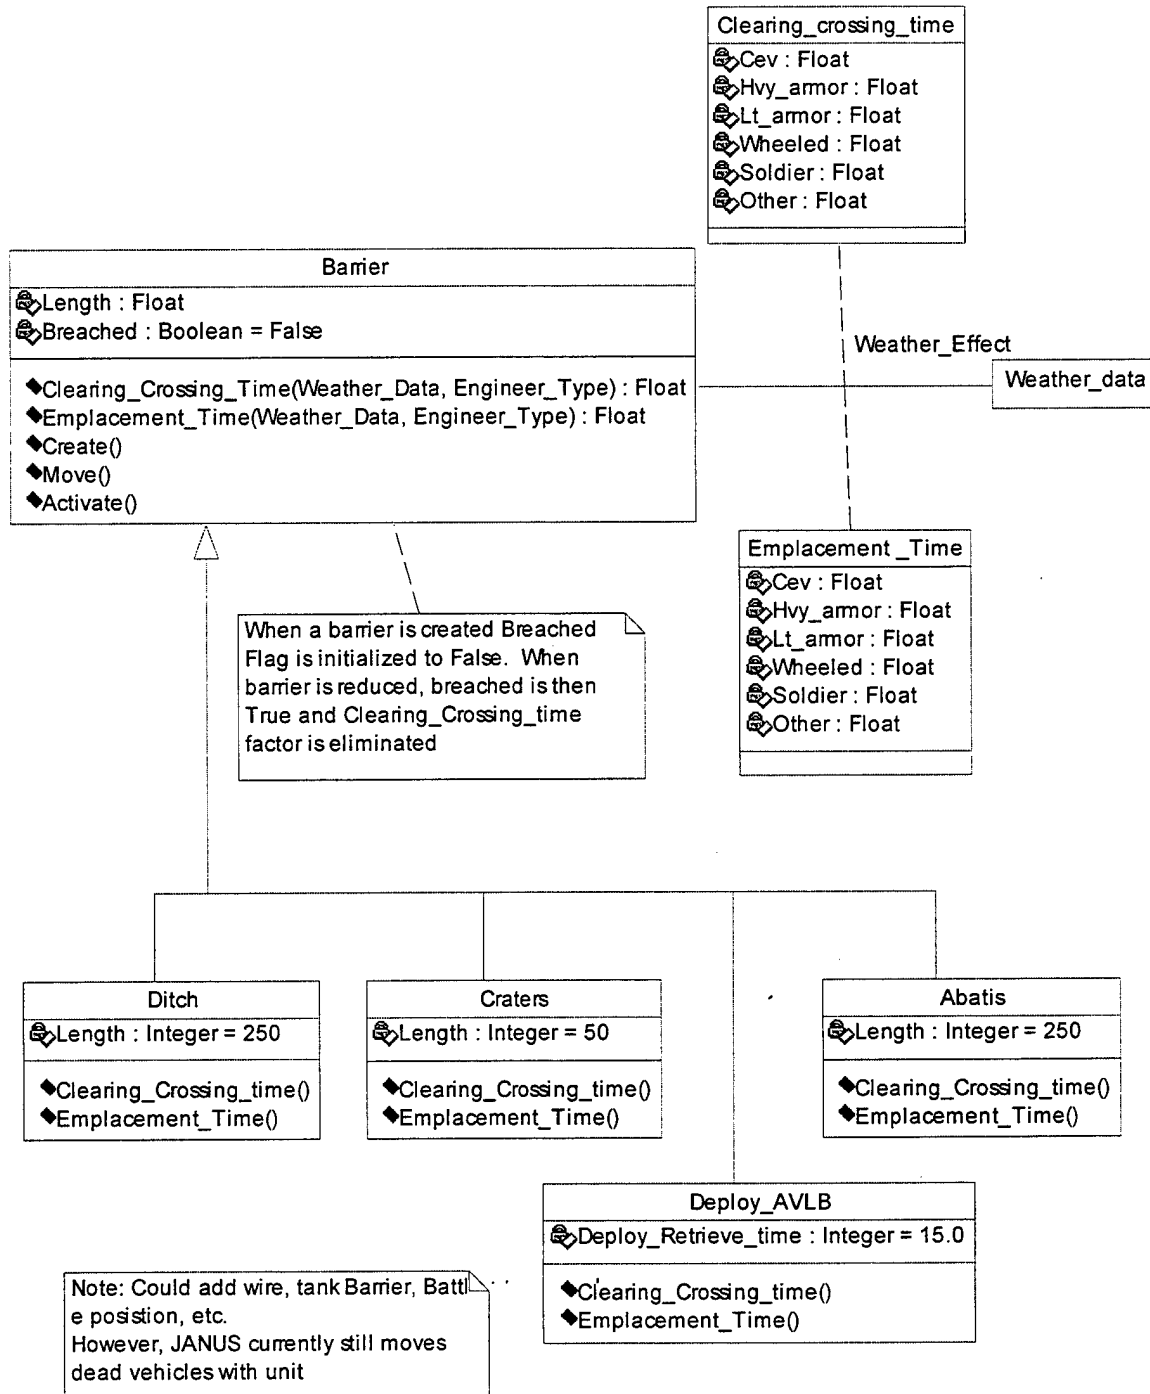 Clearing_crossing_time
Cev : Float
Hvy_armor : Float
Lt_armor : Float
Wheeled : Float
Soldier : Float
Other : Float
Barrier
Length : Float
Breached : Boolean = False
Clearing_Crossing_Time(Weather_Data, Engineer_Type) : Float
Emplacement_Time(Weather_Data, Engineer_Type) : Float
Create()
Move()
Activate()
Weather_Effect
Weather_data
Emplacement _Time
Cev : Float
Hvy_armor : Float
Lt_armor : Float
Wheeled : Float
Soldier : Float
Other : Float
When a barrier is created Breached
Flag is initialized to False. When
barrier is reduced, breached is then
True and Clearing_Crossing_time
factor is eliminated
Ditch
Length : Integer = 250
Clearing_Crossing_time()
Emplacement_Time()
Craters
Length : Integer = 50
Clearing_Crossing_time()
Emplacement_Time()
Abatis
Length : Integer = 250
Clearing_Crossing_time()
Emplacement_Time()
Deploy_AVLB
Deploy_Retrieve_time : Integer = 15.0
Clearing_Crossing_time()
Emplacement_Time()
Note: Could add wire, tank Barrier, Battl
e posistion, etc.
However, JANUS currently still moves
dead vehicles with unit